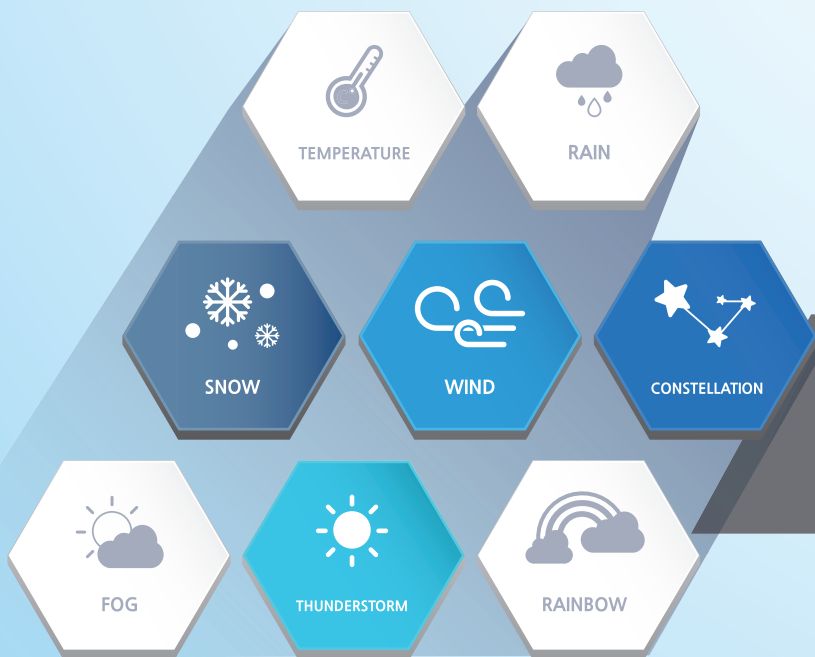 TEMPERATURE
RAIN
SNOW
WIND
CONSTELLATION
FOG
THUNDERSTORM
RAINBOW